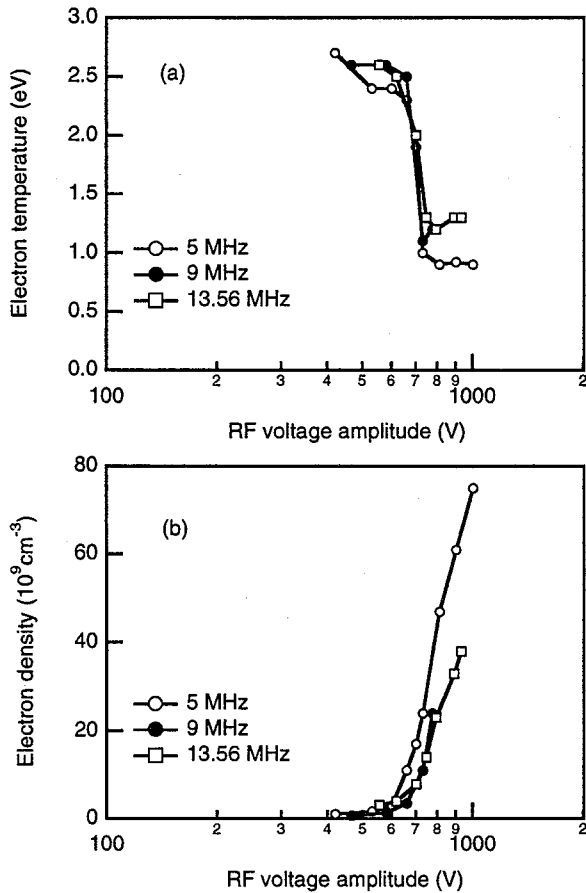 3.0
(a)
2.5
2.0
1.5
1.0
0.5
0.0
Electron temperature (eV)
5 MHz
9 MHz
13.56 MHz
2 3 4 5 6 7 8 9 2
100 1000
RF voltage amplitude (V)
80
(b)
60
40
20
0
Electron density (10⁹cm⁻³)
5 MHz
9 MHz
13.56 MHz
2 3 4 5 6 7 8 9 2
100 1000
RF voltage amplitude (V)